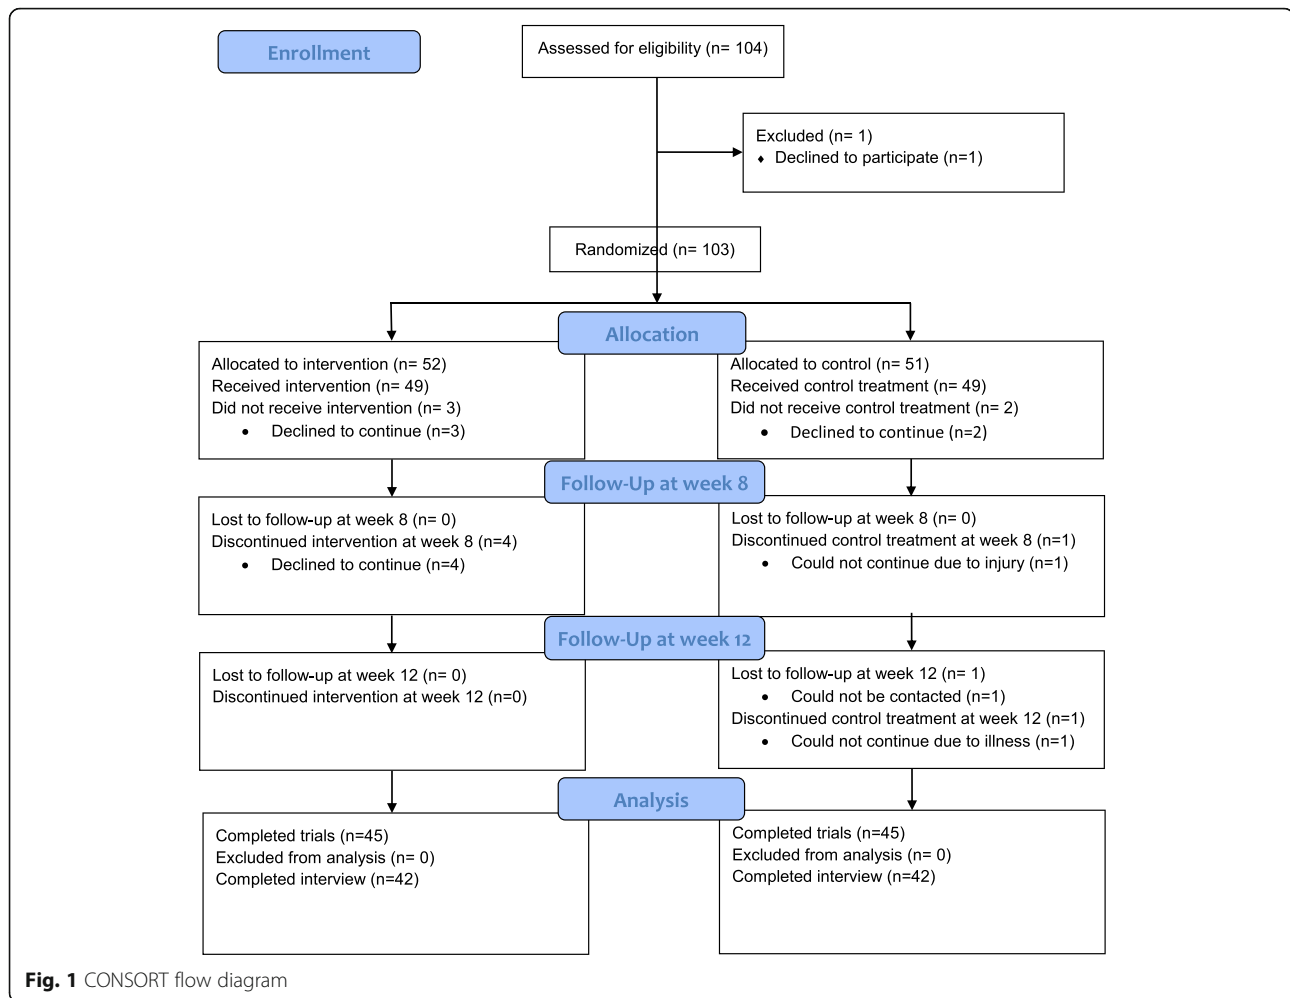 Enrollment
Assessed for eligibility (n= 104)
Excluded (n= 1)
♦ Declined to participate (n=1)
Randomized (n= 103)
Allocation
Allocated to intervention (n= 52)
Received intervention (n= 49)
Did not receive intervention (n= 3)
• Declined to continue (n=3)
Allocated to control (n= 51)
Received control treatment (n= 49)
Did not receive control treatment (n= 2)
• Declined to continue (n=2)
Follow-Up at week 8
Lost to follow-up at week 8 (n= 0)
Discontinued intervention at week 8 (n=4)
• Declined to continue (n=4)
Lost to follow-up at week 8 (n= 0)
Discontinued control treatment at week 8 (n=1)
• Could not continue due to injury (n=1)
Follow-Up at week 12
Lost to follow-up at week 12 (n= 0)
Discontinued intervention at week 12 (n=0)
Lost to follow-up at week 12 (n= 1)
• Could not be contacted (n=1)
Discontinued control treatment at week 12 (n=1)
• Could not continue due to illness (n=1)
Analysis
Completed trials (n=45)
Excluded from analysis (n= 0)
Completed interview (n=42)
Completed trials (n=45)
Excluded from analysis (n= 0)
Completed interview (n=42)
Fig. 1 CONSORT flow diagram